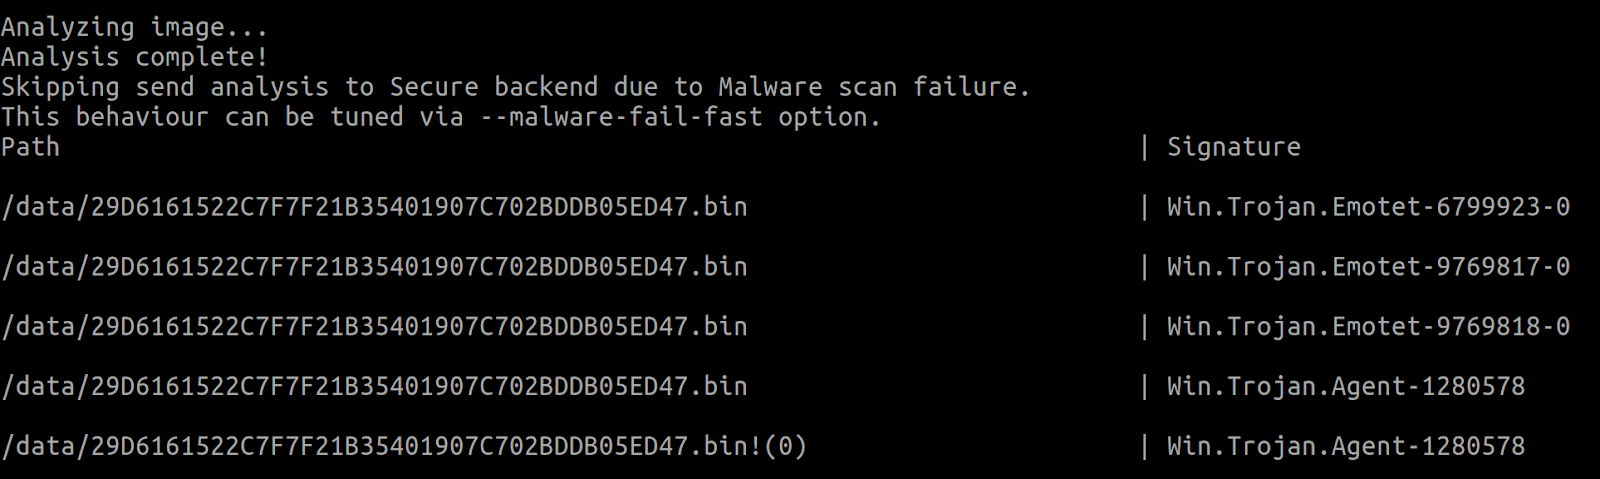 Analyzing image...
Analysis complete!
Skipping send analysis to Secure backend due to Malware scan failure.
This behaviour can be tuned via --malware-fail-fast option.
Path | Signature
/data/29D6161522C7F7F21B35401907C702BDDB05ED47.bin | Win.Trojan.Emotet-6799923-0
/data/29D6161522C7F7F21B35401907C702BDDB05ED47.bin | Win.Trojan.Emotet-9769817-0
/data/29D6161522C7F7F21B35401907C702BDDB05ED47.bin | Win.Trojan.Emotet-9769818-0
/data/29D6161522C7F7F21B35401907C702BDDB05ED47.bin | Win.Trojan.Agent-1280578
/data/29D6161522C7F7F21B35401907C702BDDB05ED47.bin!(0) | Win.Trojan.Agent-1280578